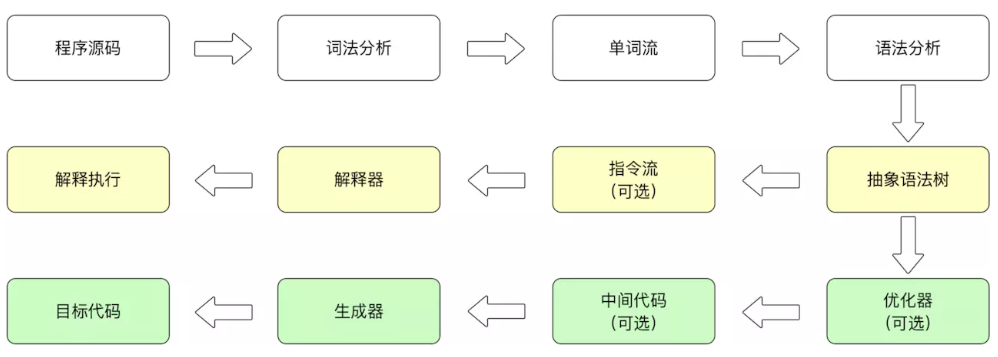 程序源码
词法分析
单词流
语法分析
解释执行
解释器
指令流
（可选）
抽象语法树
目标代码
生成器
中间代码
（可选）
优化器
（可选）